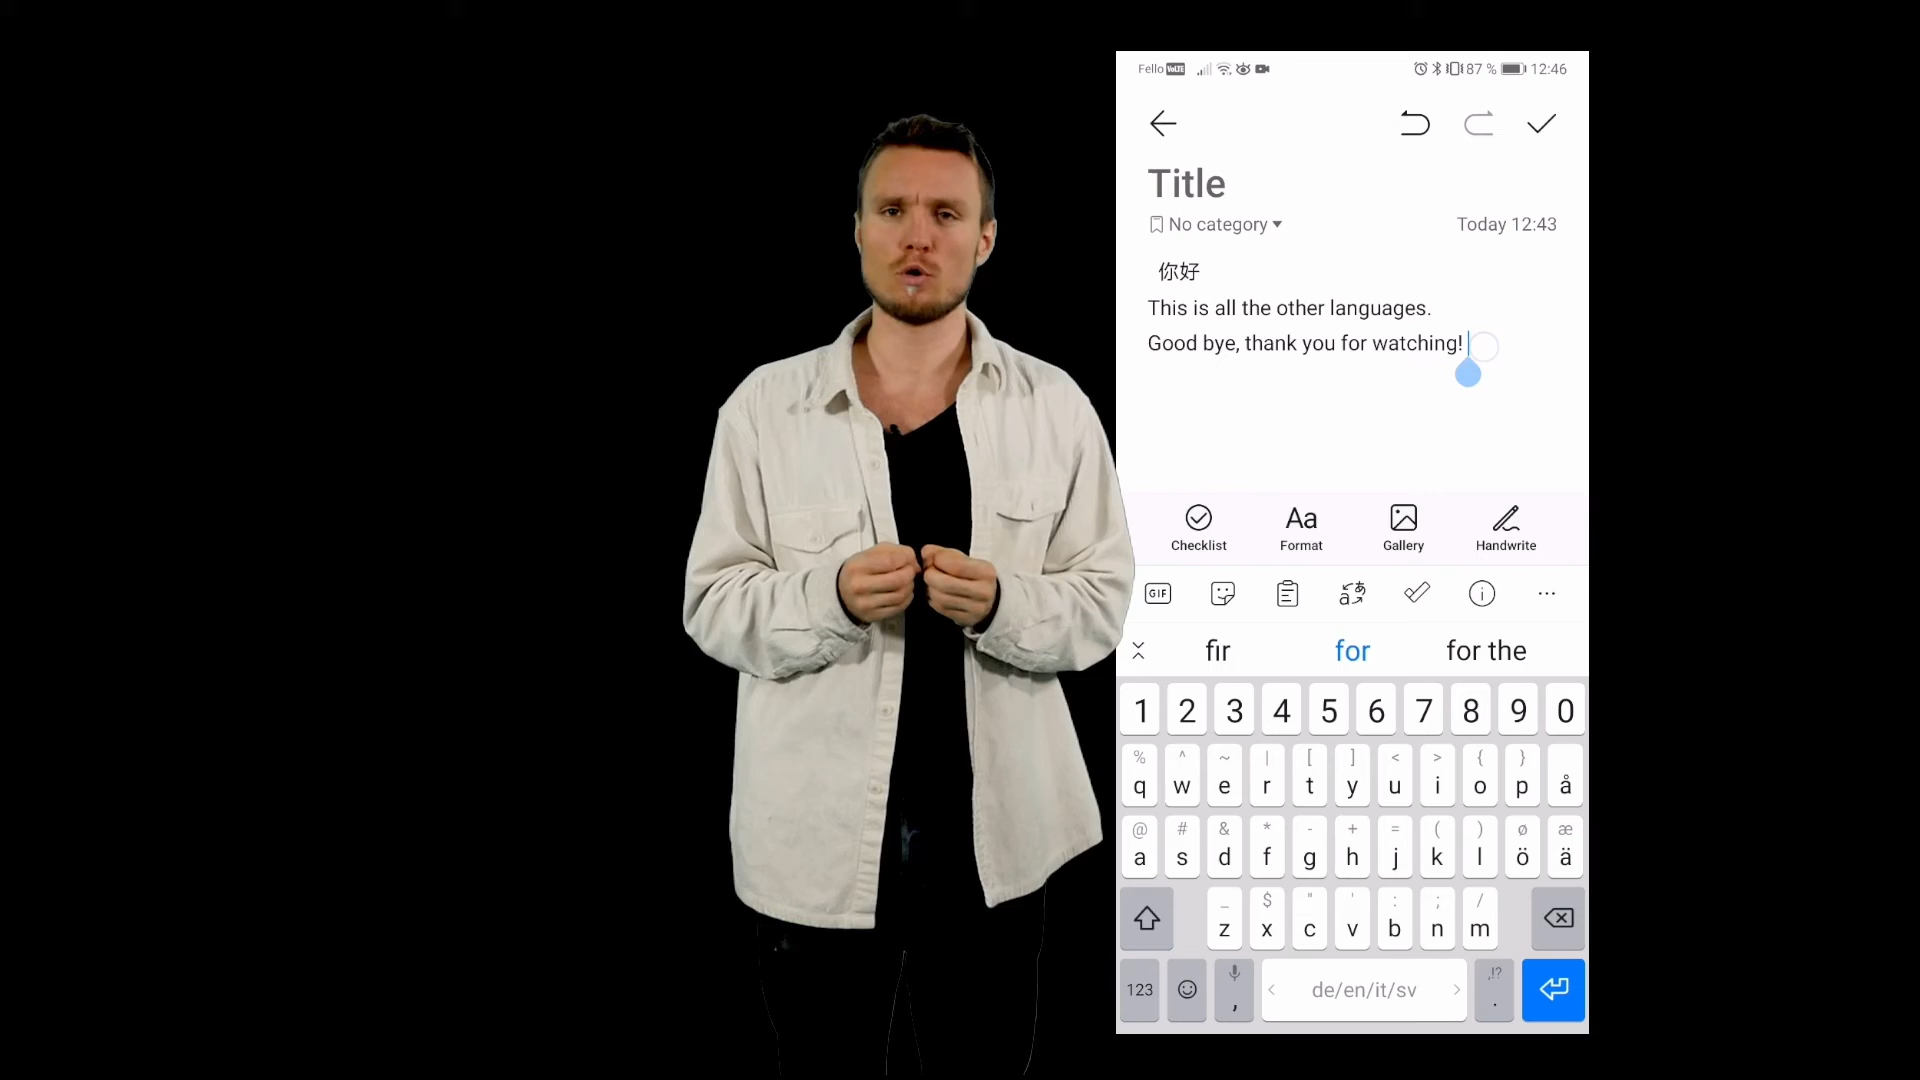 Fello VoLTE 87 % 12:46
Title
No category Today 12:43
你好
This is all the other languages.
Good bye, thank you for watching!
Checklist Format Gallery Handwrite
GIF
fir for for the
1 2 3 4 5 6 7 8 9 0
% ^ ~ | [ ] < > { }
q w e r t y u i o p å
@ # & * - + = ( ) ø æ
a s d f g h j k l ö ä
_ $ " ' : ; /
z x c v b n m
,!?
123 , de/en/it/sv .